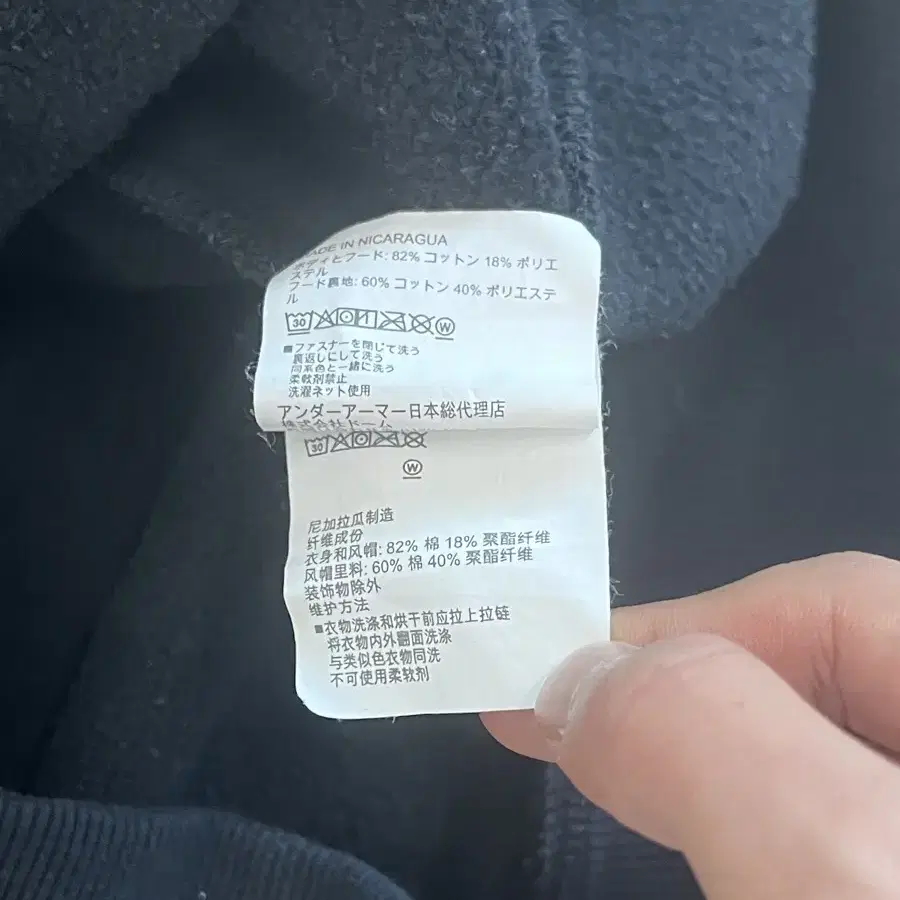 MADE IN NICARAGUA
ボディとフード: 82% コットン 18% ポリエ
ステル
フード裏地: 60% コットン 40% ポリエステ
ル
30 W
■ファスナーを閉じて洗う
裏返しにして洗う
同系色と一緒に洗う
柔軟剤禁止
洗濯ネット使用
アンダーアーマー日本総代理店
株式会社ドーム
30
W
尼加拉瓜制造
纤维成份
衣身和风帽: 82% 棉 18% 聚酯纤维
风帽里料: 60% 棉 40% 聚酯纤维
装饰物除外
维护方法
■衣物洗涤和烘干前应拉上拉链
将衣物内外翻面洗涤
与类似色衣物同洗
不可使用柔软剂